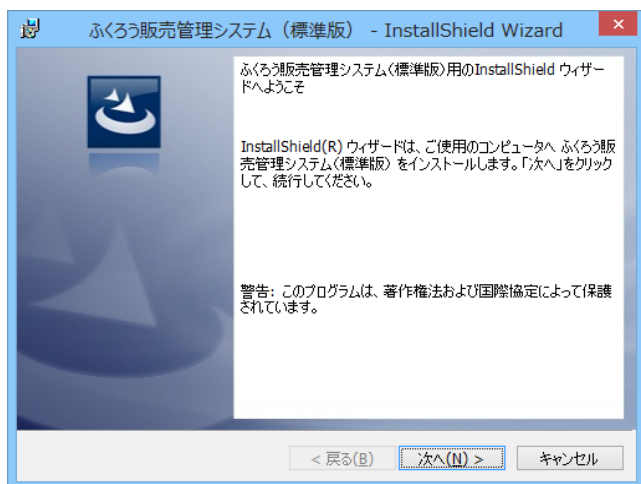 ふくろう販売管理システム（標準版） - InstallShield Wizard
ふくろう販売管理システム(標準版)用のInstallShield ウィザー
ドへようこそ
InstallShield(R) ウィザードは、ご使用のコンピュータへ ふくろう販
売管理システム(標準版) をインストールします。「次へ」をクリック
して、続行してください。
警告: このプログラムは、著作権法および国際協定によって保護
されています。
< 戻る(B) 次へ(N) > キャンセル